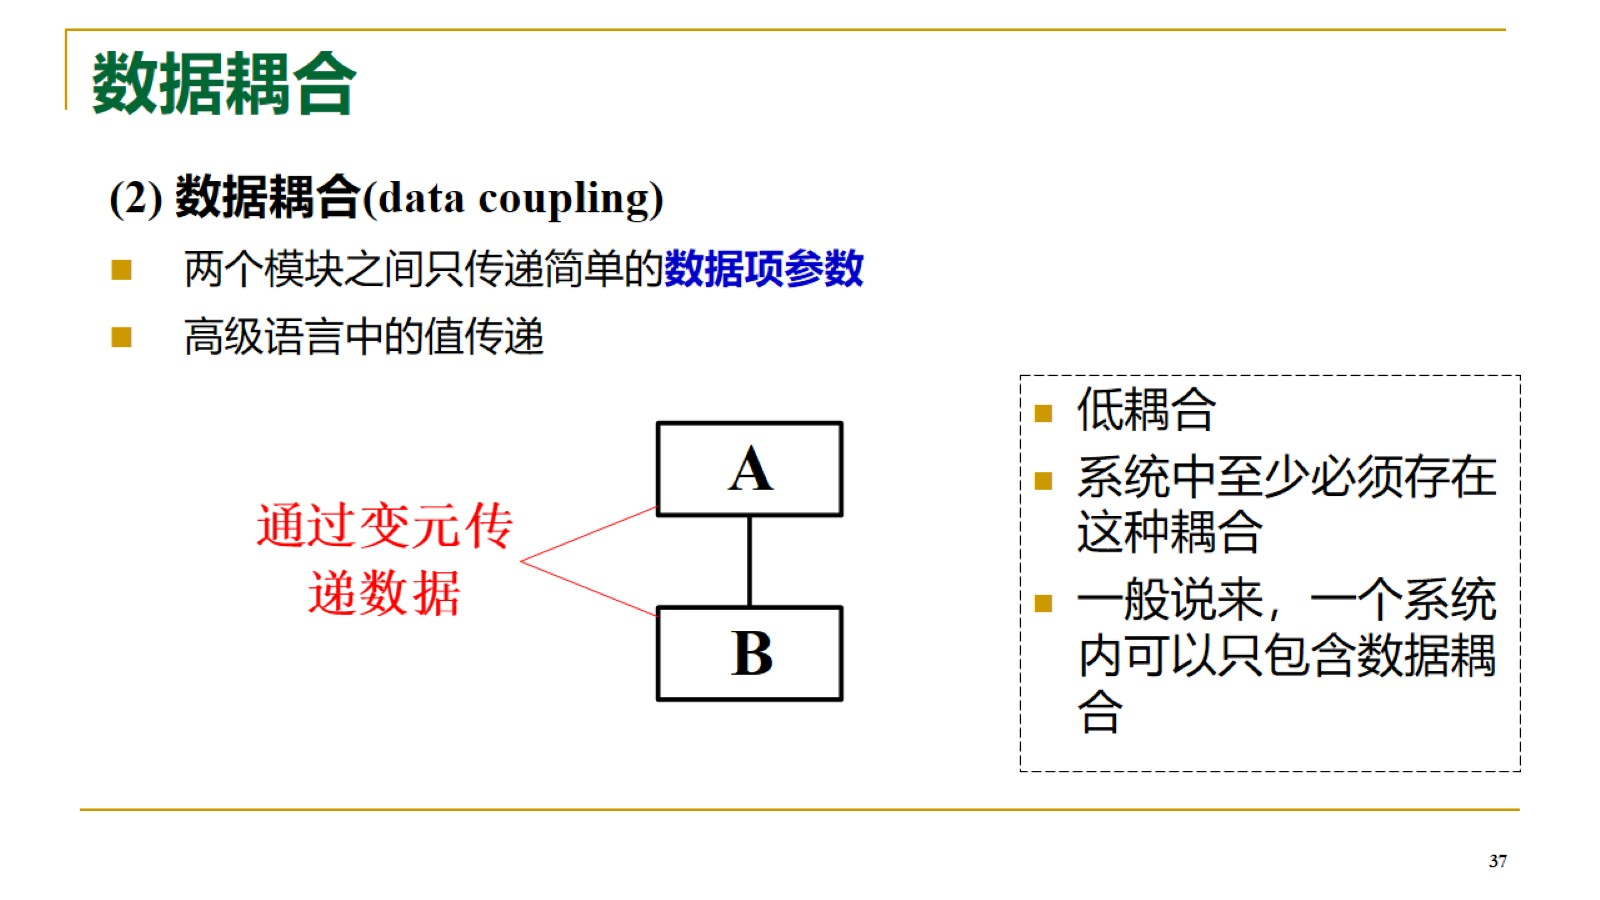 数据耦合
(2) 数据耦合(data coupling)
两个模块之间只传递简单的数据项参数
高级语言中的值传递
通过变元传
递数据
A
B
低耦合
系统中至少必须存在
这种耦合
一般说来，一个系统
内可以只包含数据耦
合
37